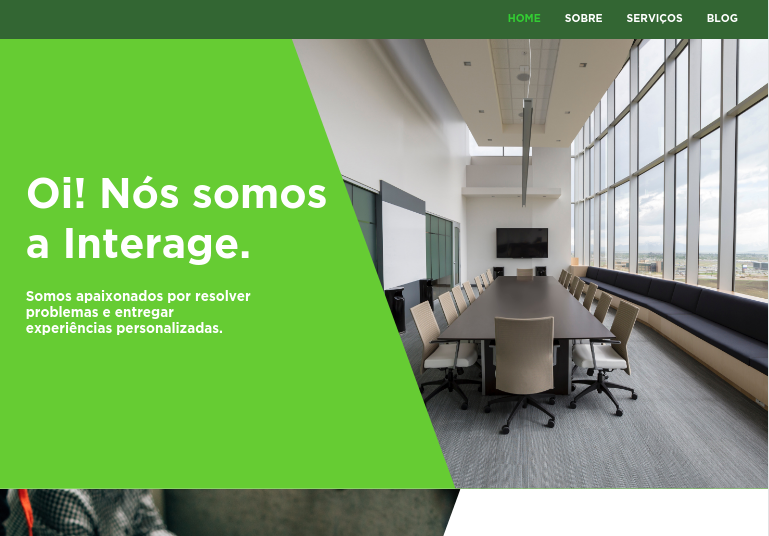 HOME SOBRE SERVIÇOS BLOG
Oi! Nós somos
a Interage.
Somos apaixonados por resolver
problemas e entregar
experiências personalizadas.